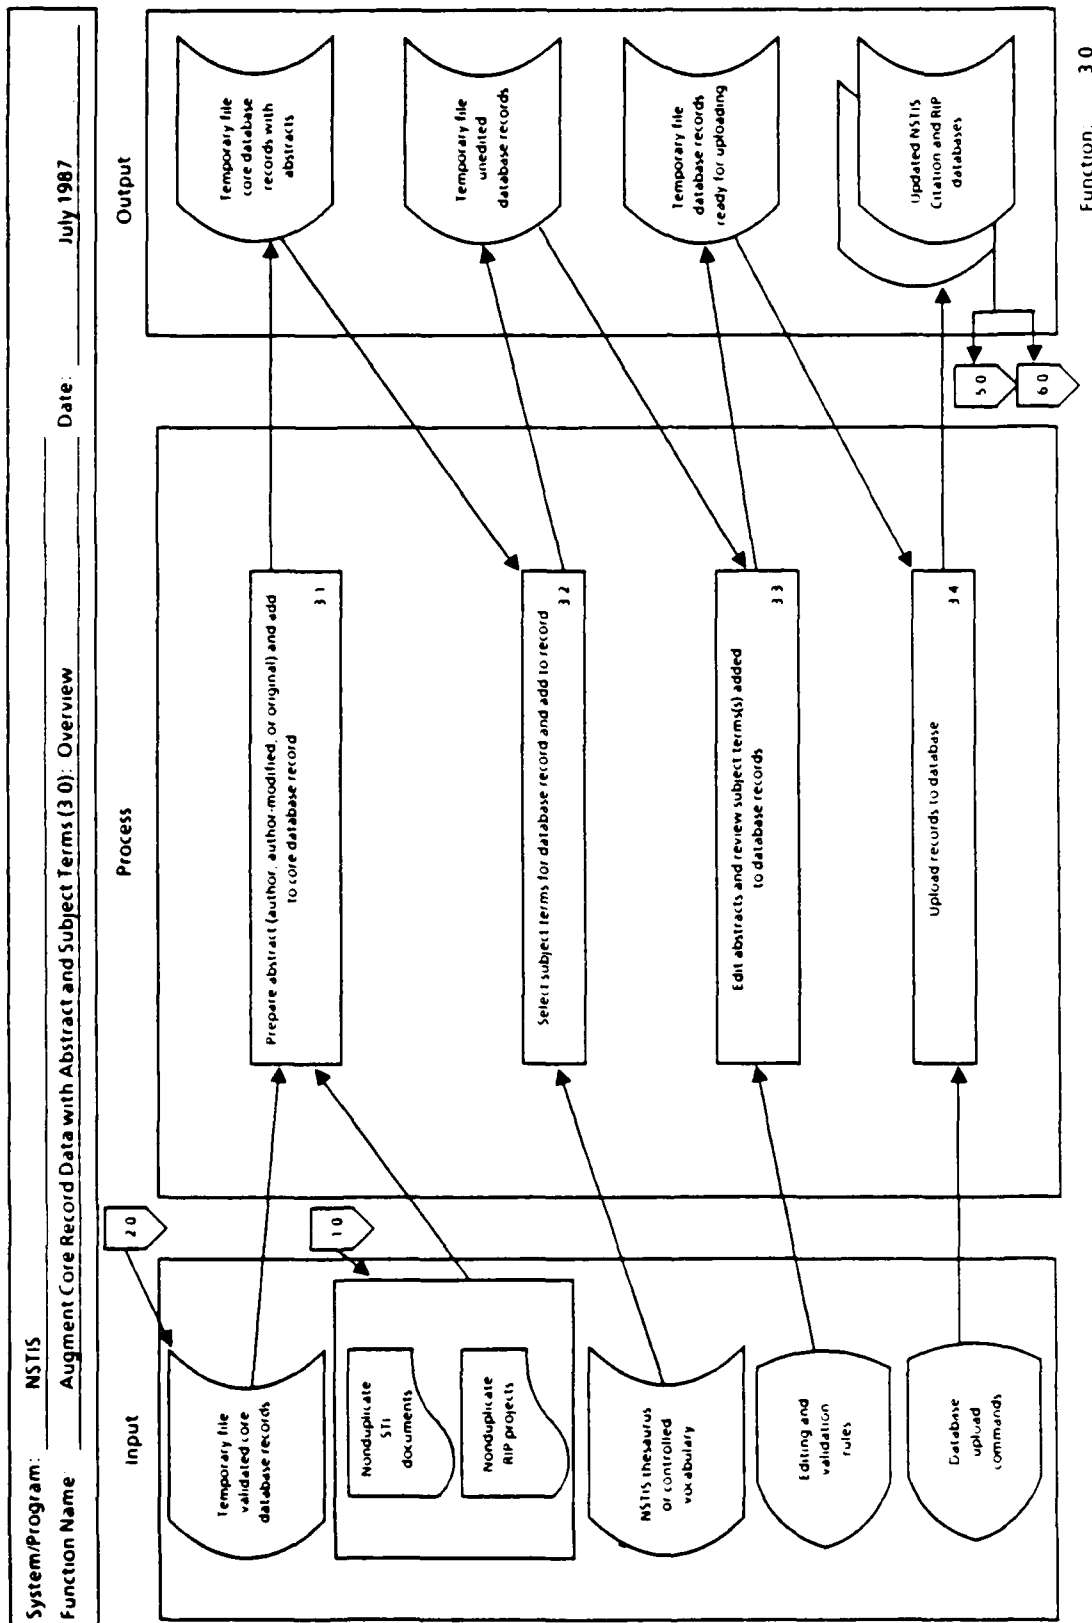 System/Program: NSTIS
Function Name Augment Core Record Data with Abstract and Subject Terms (3 0): Overview Date: July 1987
Input
Process
Output
2 0
Temporary file
validated core
database records
1 0
Nonduplicate
STI
documents
Nonduplicate
RIP projects
NSTIS thesaurus
or controlled
vocabulary
Editing and
validation
rules
Database
upload
commands
Prepare abstract (author, author-modified, or original) and add
to core database record
3 1
Select subject terms for database record and add to record
3 2
Edit abstracts and review subject terms(s) added
to database records
3 3
Upload records to database
3 4
Temporary file
core database
records with
abstracts
Temporary file
unedited
database records
Temporary file
database records
ready for uploading
Updated NSTIS
Citation and RIP
databases
5 0
6 0
Function: 3 0